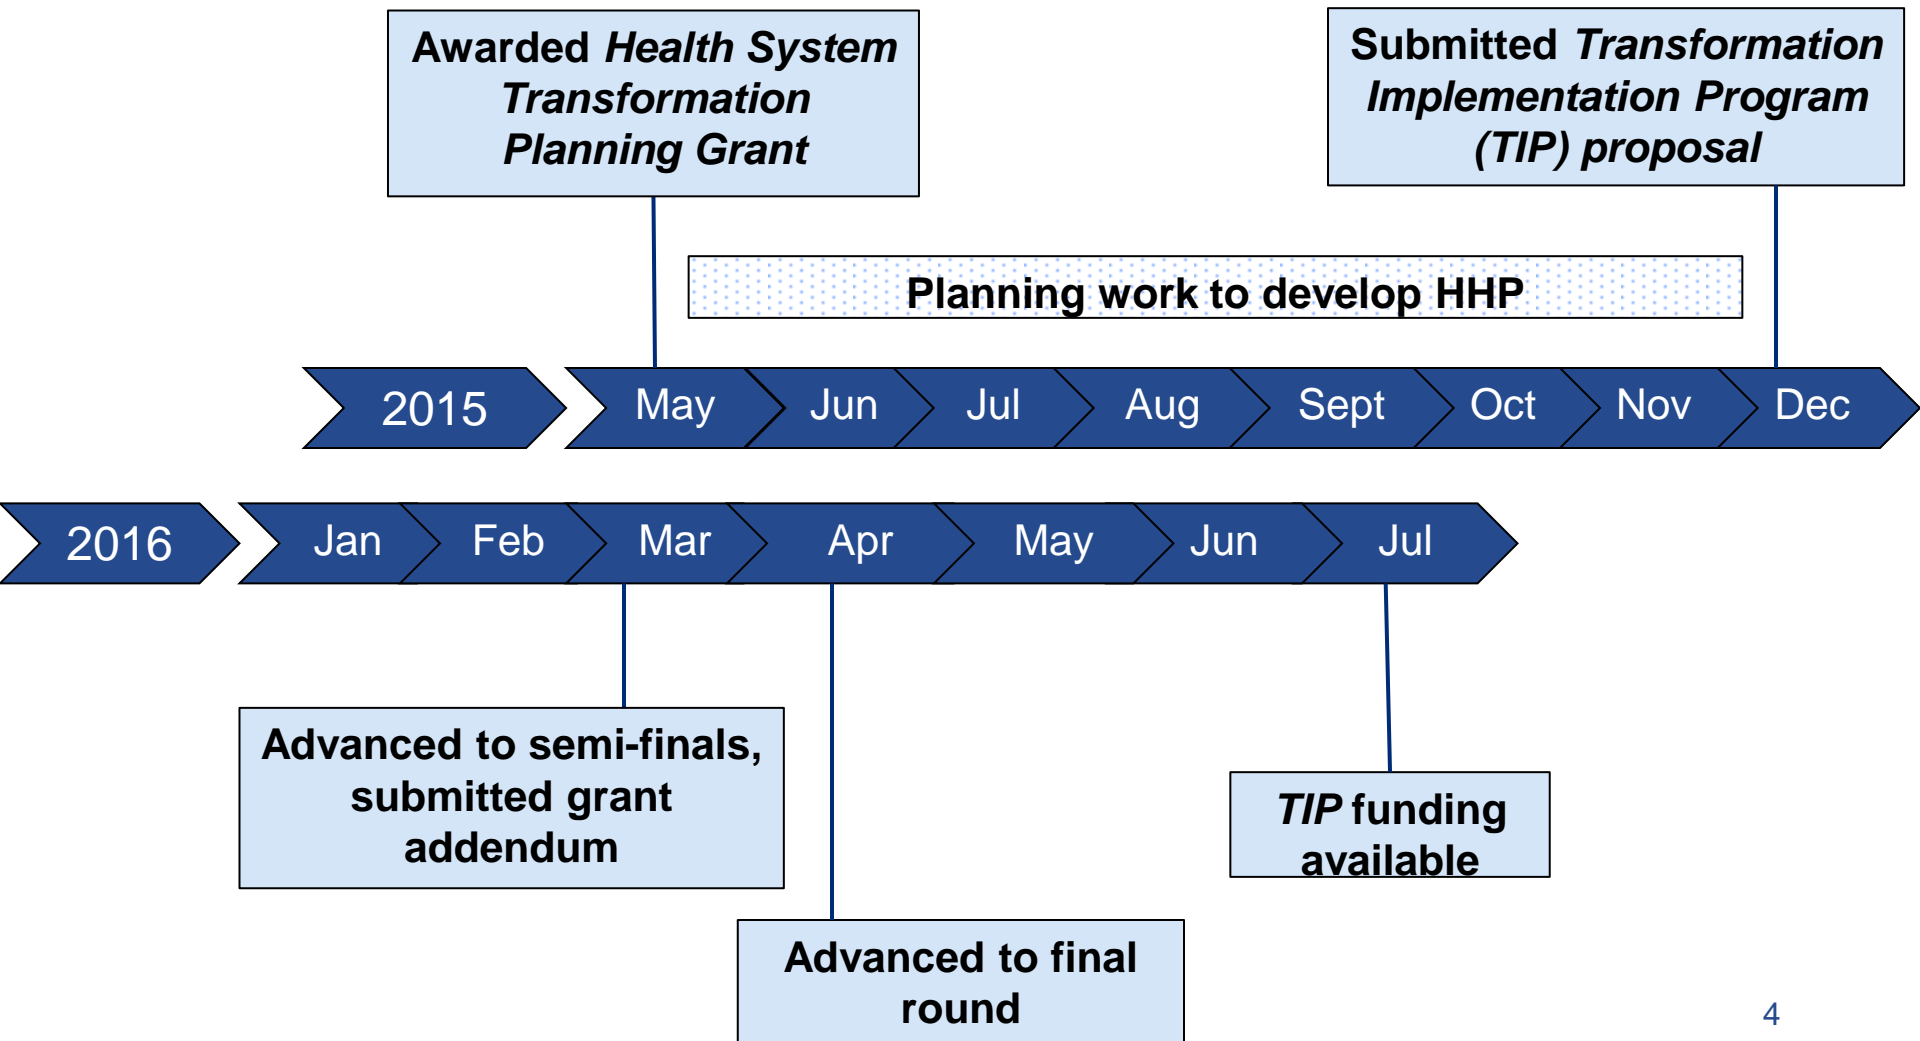 Awarded Health System
Transformation
Planning Grant
Submitted Transformation
Implementation Program
(TIP) proposal
Planning work to develop HHP
2015 May Jun Jul Aug Sept Oct Nov Dec
2016 Jan Feb Mar Apr May Jun Jul
Advanced to semi-finals,
submitted grant
addendum
TIP funding
available
Advanced to final
round
4